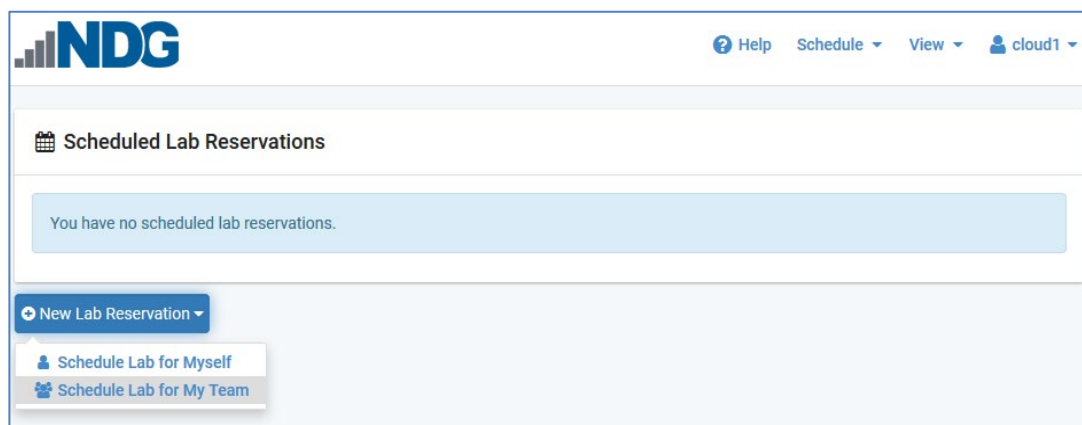 NDG
Help Schedule View cloud1
Scheduled Lab Reservations
You have no scheduled lab reservations.
New Lab Reservation
Schedule Lab for Myself
Schedule Lab for My Team